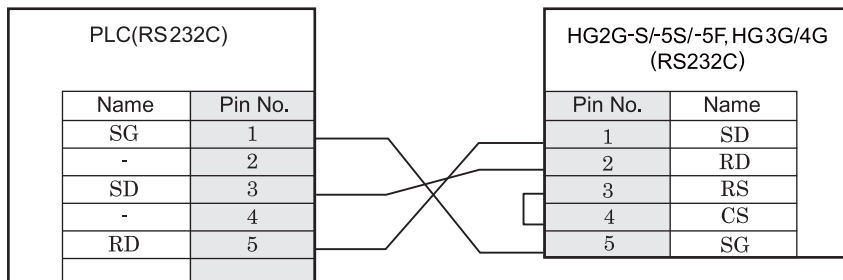 PLC(RS232C)
Name Pin No.
SG 1
- 2
SD 3
- 4
RD 5
HG2G-S/-5S/-5F, HG3G/4G
(RS232C)
Pin No. Name
1 SD
2 RD
3 RS
4 CS
5 SG